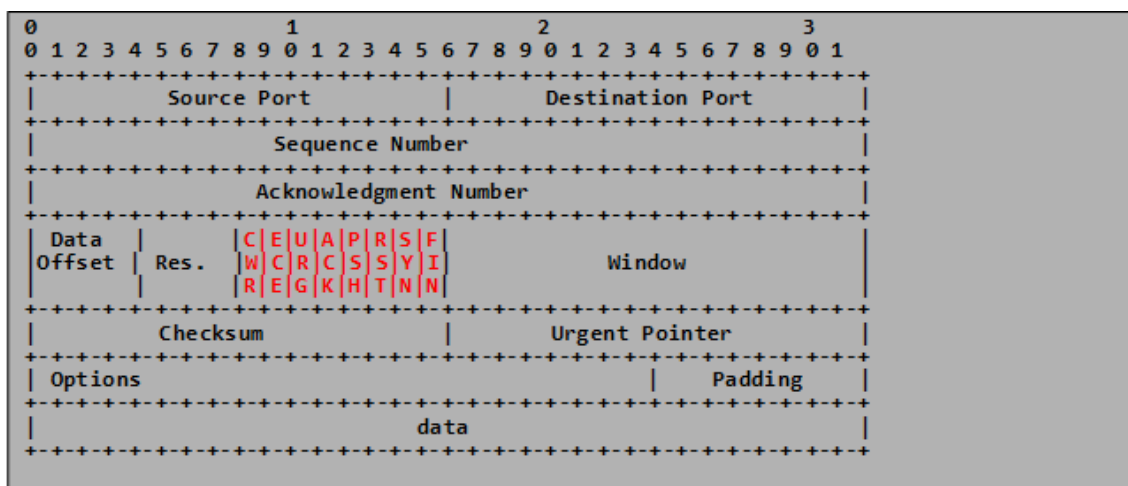 0                   1                   2                   3
0 1 2 3 4 5 6 7 8 9 0 1 2 3 4 5 6 7 8 9 0 1 2 3 4 5 6 7 8 9 0 1
+-+-+-+-+-+-+-+-+-+-+-+-+-+-+-+-+-+-+-+-+-+-+-+-+-+-+-+-+-+-+-+-+
|          Source Port          |       Destination Port        |
+-+-+-+-+-+-+-+-+-+-+-+-+-+-+-+-+-+-+-+-+-+-+-+-+-+-+-+-+-+-+-+-+
|                        Sequence Number                        |
+-+-+-+-+-+-+-+-+-+-+-+-+-+-+-+-+-+-+-+-+-+-+-+-+-+-+-+-+-+-+-+-+
|                    Acknowledgment Number                      |
+-+-+-+-+-+-+-+-+-+-+-+-+-+-+-+-+-+-+-+-+-+-+-+-+-+-+-+-+-+-+-+-+
| Data  |       |C|E|U|A|P|R|S|F|                               |
|Offset | Res.  |W|C|R|C|S|S|Y|I|            Window             |
|       |       |R|E|G|K|H|T|N|N|                               |
+-+-+-+-+-+-+-+-+-+-+-+-+-+-+-+-+-+-+-+-+-+-+-+-+-+-+-+-+-+-+-+-+
|          Checksum             |        Urgent Pointer         |
+-+-+-+-+-+-+-+-+-+-+-+-+-+-+-+-+-+-+-+-+-+-+-+-+-+-+-+-+-+-+-+-+
| Options                                       |    Padding    |
+-+-+-+-+-+-+-+-+-+-+-+-+-+-+-+-+-+-+-+-+-+-+-+-+-+-+-+-+-+-+-+-+
|                             data                              |
+-+-+-+-+-+-+-+-+-+-+-+-+-+-+-+-+-+-+-+-+-+-+-+-+-+-+-+-+-+-+-+-+